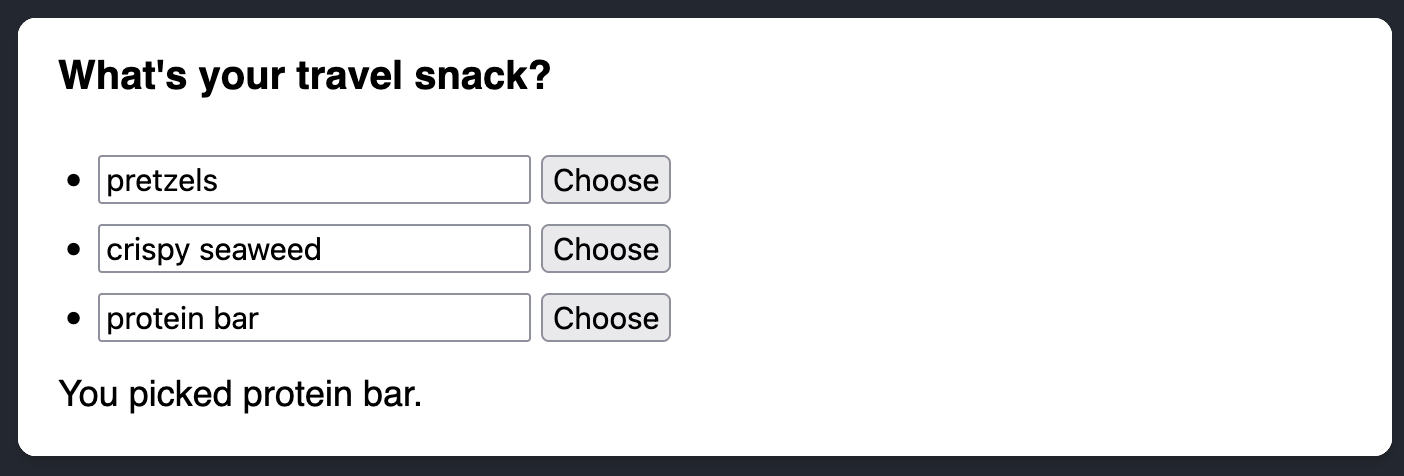 What's your travel snack?
• pretzels Choose
• crispy seaweed Choose
• protein bar Choose
You picked protein bar.